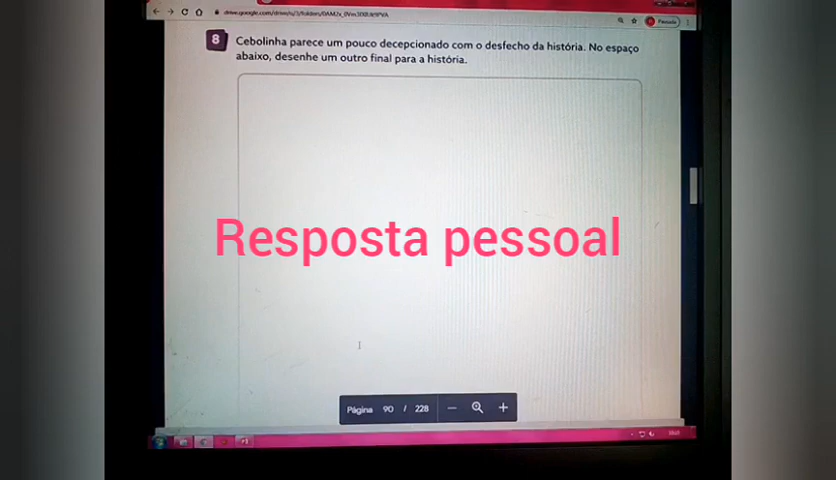 Pausada
8
Cebolinha parece um pouco decepcionado com o desfecho da história. No espaço
abaixo, desenhe um outro final para a história.
Resposta pessoal
Página 90 / 228